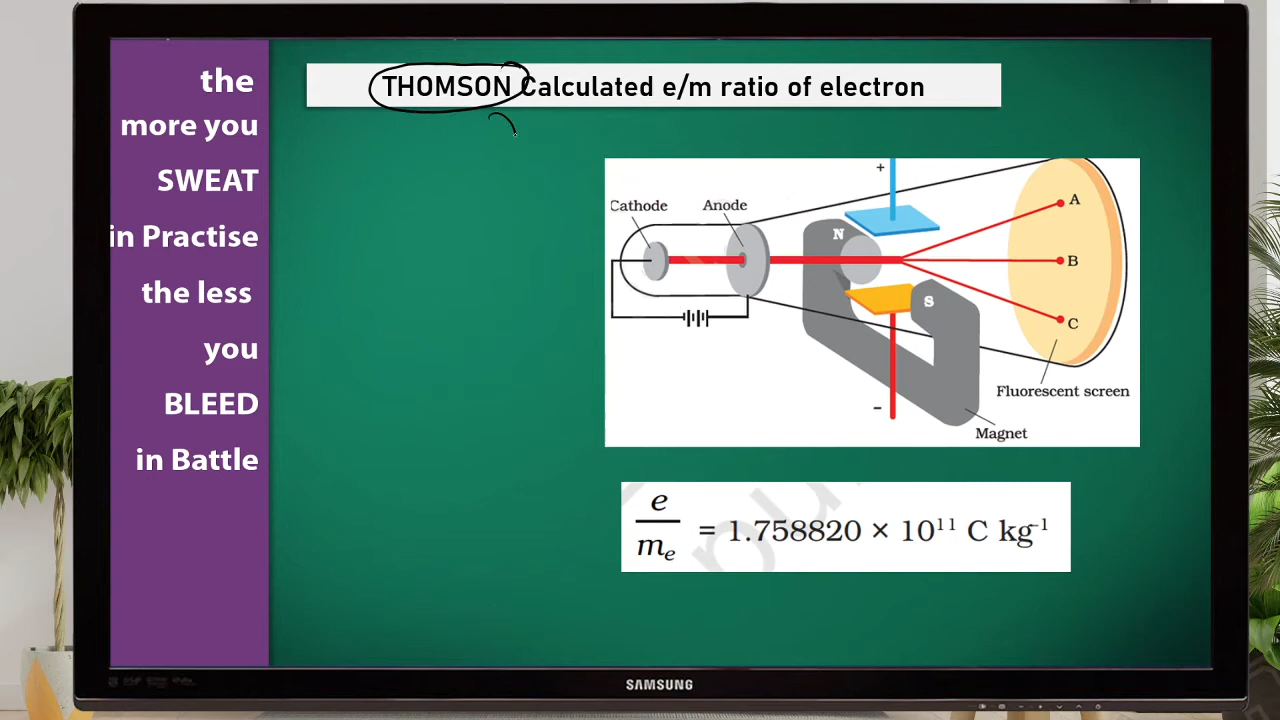 the
more you
SWEAT
in Practise
the less
you
BLEED
in Battle
THOMSON Calculated e/m ratio of electron
+
Cathode
Anode
N
A
B
S
C
Fluorescent screen
-
Magnet
e/mₑ = 1.758820 × 10¹¹ C kg⁻¹
SAMSUNG